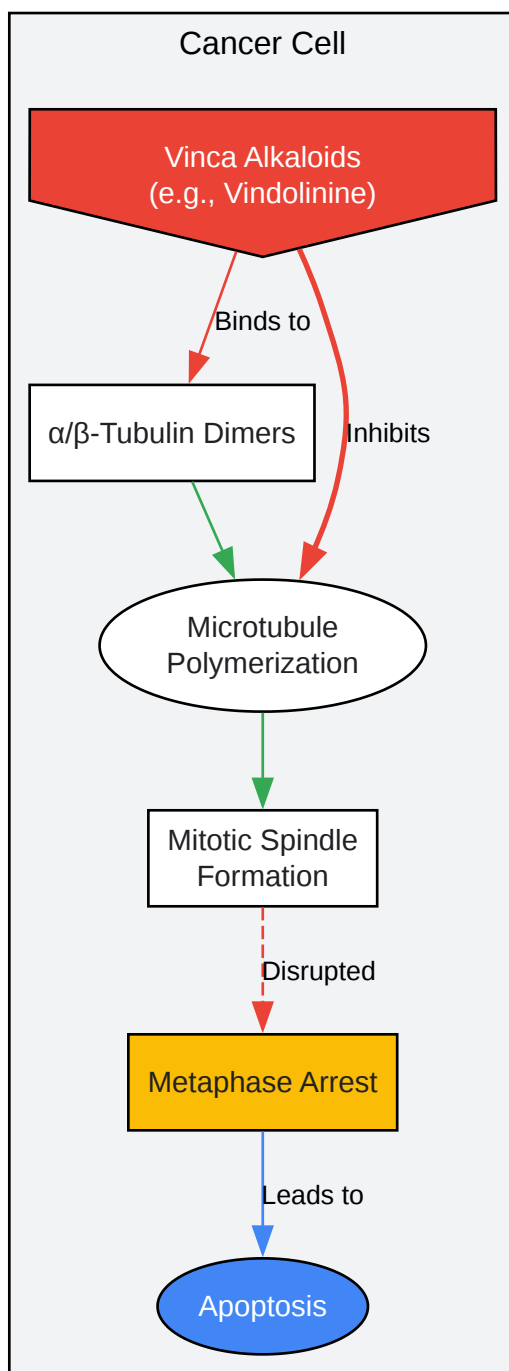 Cancer Cell
Vinca Alkaloids
(e.g., Vindolinine)
Binds to
α/β-Tubulin Dimers
Inhibits
Microtubule
Polymerization
Mitotic Spindle
Formation
Disrupted
Metaphase Arrest
Leads to
Apoptosis